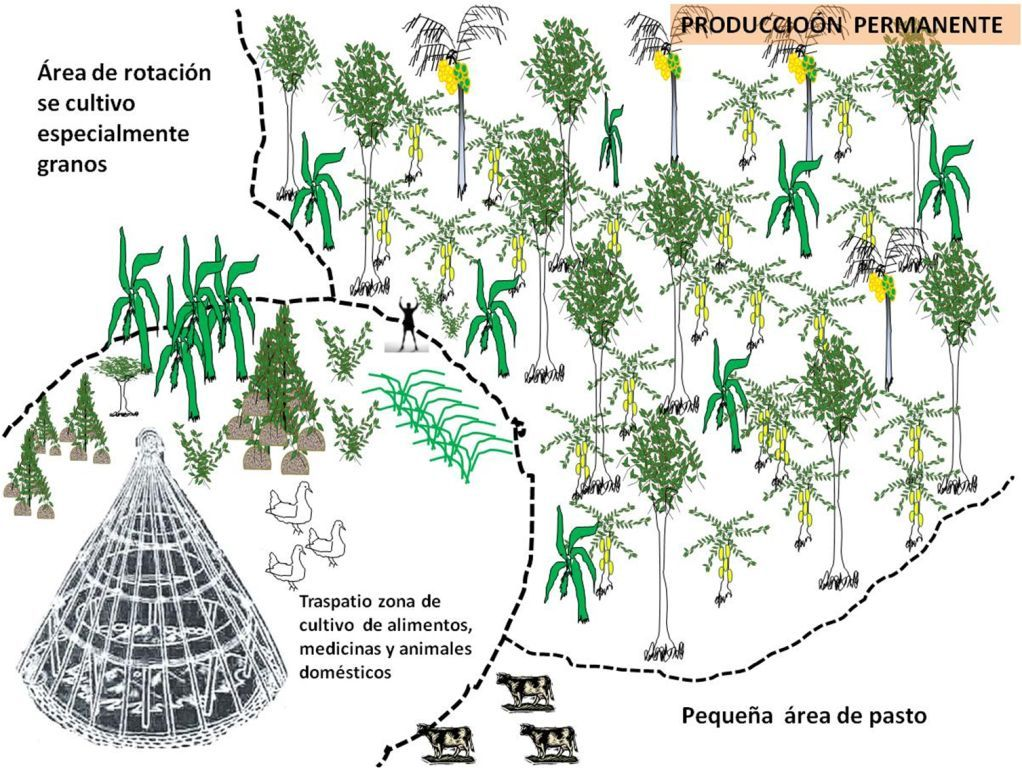 PRODUCCIOÓN PERMANENTE
Área de rotación
se cultivo
especialmente
granos
Traspatio zona de
cultivo de alimentos,
medicinas y animales
domésticos
Pequeña área de pasto